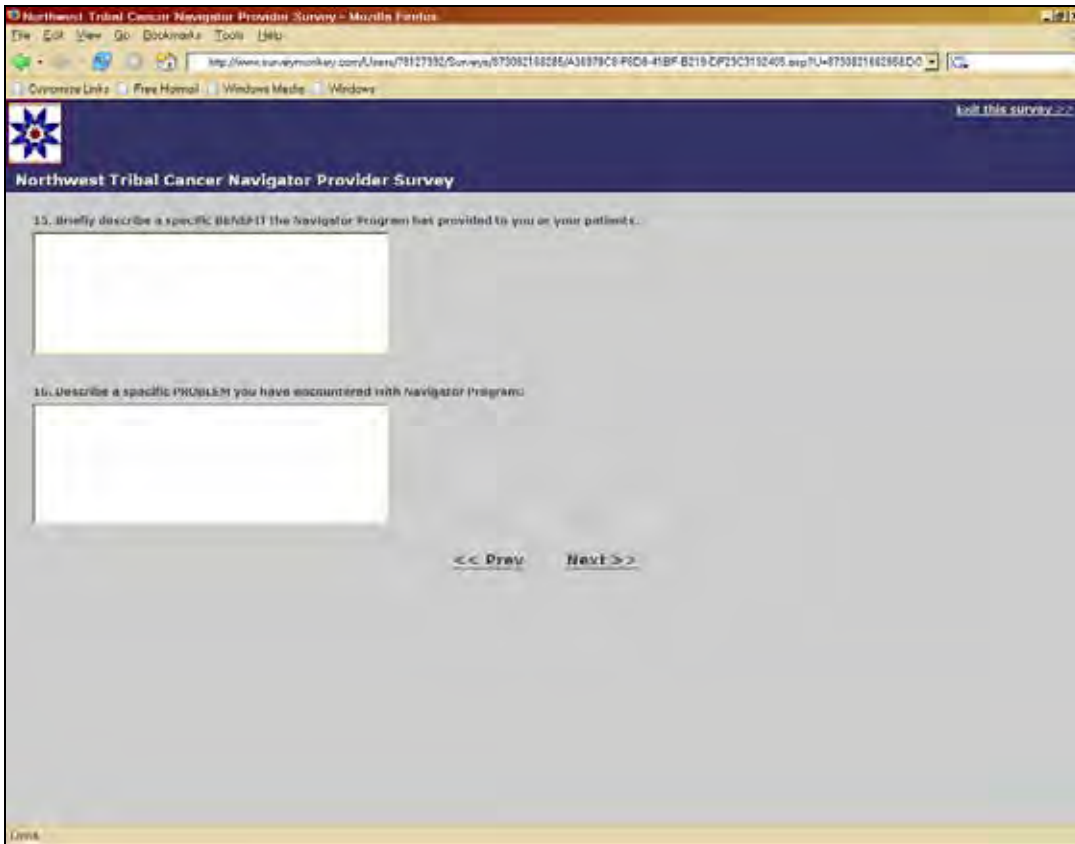 Northwest Tribal Cancer Navigator Provider Survey - Mozilla Firefox
File Edit View Go Bookmarks Tools Help
Customize Links Free Hotmail Windows Media Windows
Exit this survey >>
Northwest Tribal Cancer Navigator Provider Survey
15. Briefly describe a specific BENEFIT the Navigator Program has provided to you or your patients.
16. Describe a specific PROBLEM you have encountered with Navigator Program:
<< Prev Next >>
Done